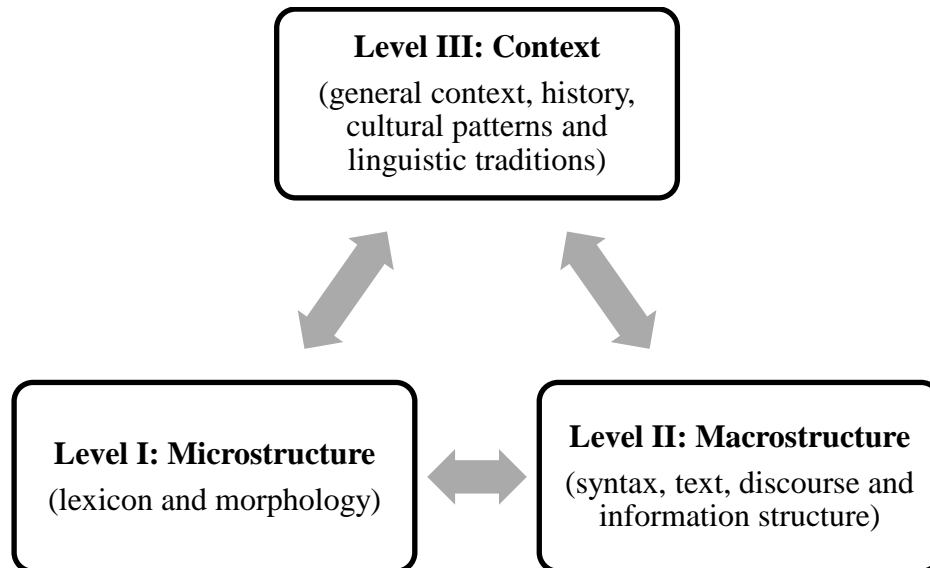 Level III: Context
(general context, history,
cultural patterns and
linguistic traditions)
Level I: Microstructure
(lexicon and morphology)
Level II: Macrostructure
(syntax, text, discourse and
information structure)